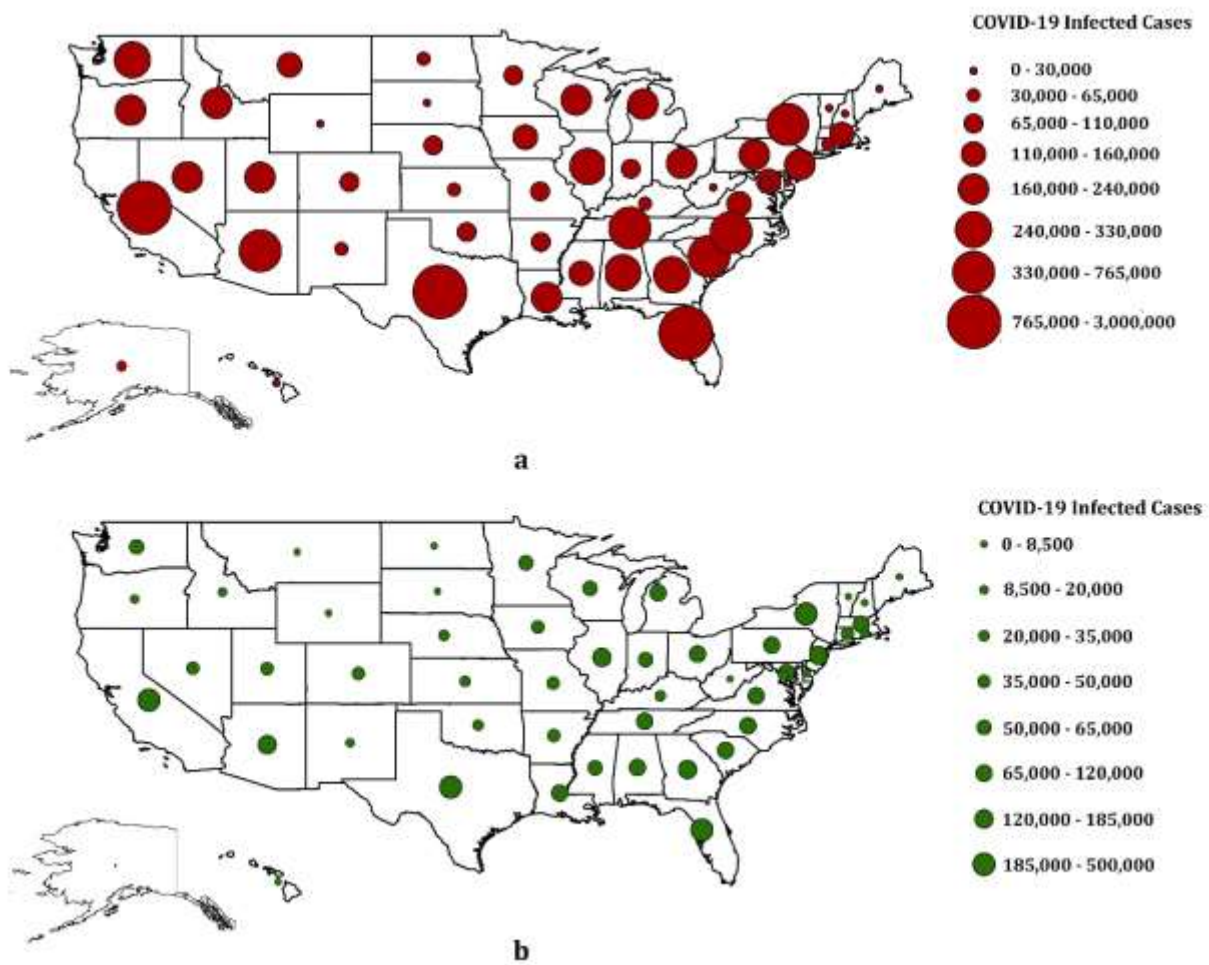 COVID-19 Infected Cases
0 - 30,000
30,000 - 65,000
65,000 - 110,000
110,000 - 160,000
160,000 - 240,000
240,000 - 330,000
330,000 - 765,000
765,000 - 3,000,000
a
COVID-19 Infected Cases
0 - 8,500
8,500 - 20,000
20,000 - 35,000
35,000 - 50,000
50,000 - 65,000
65,000 - 120,000
120,000 - 185,000
185,000 - 500,000
b